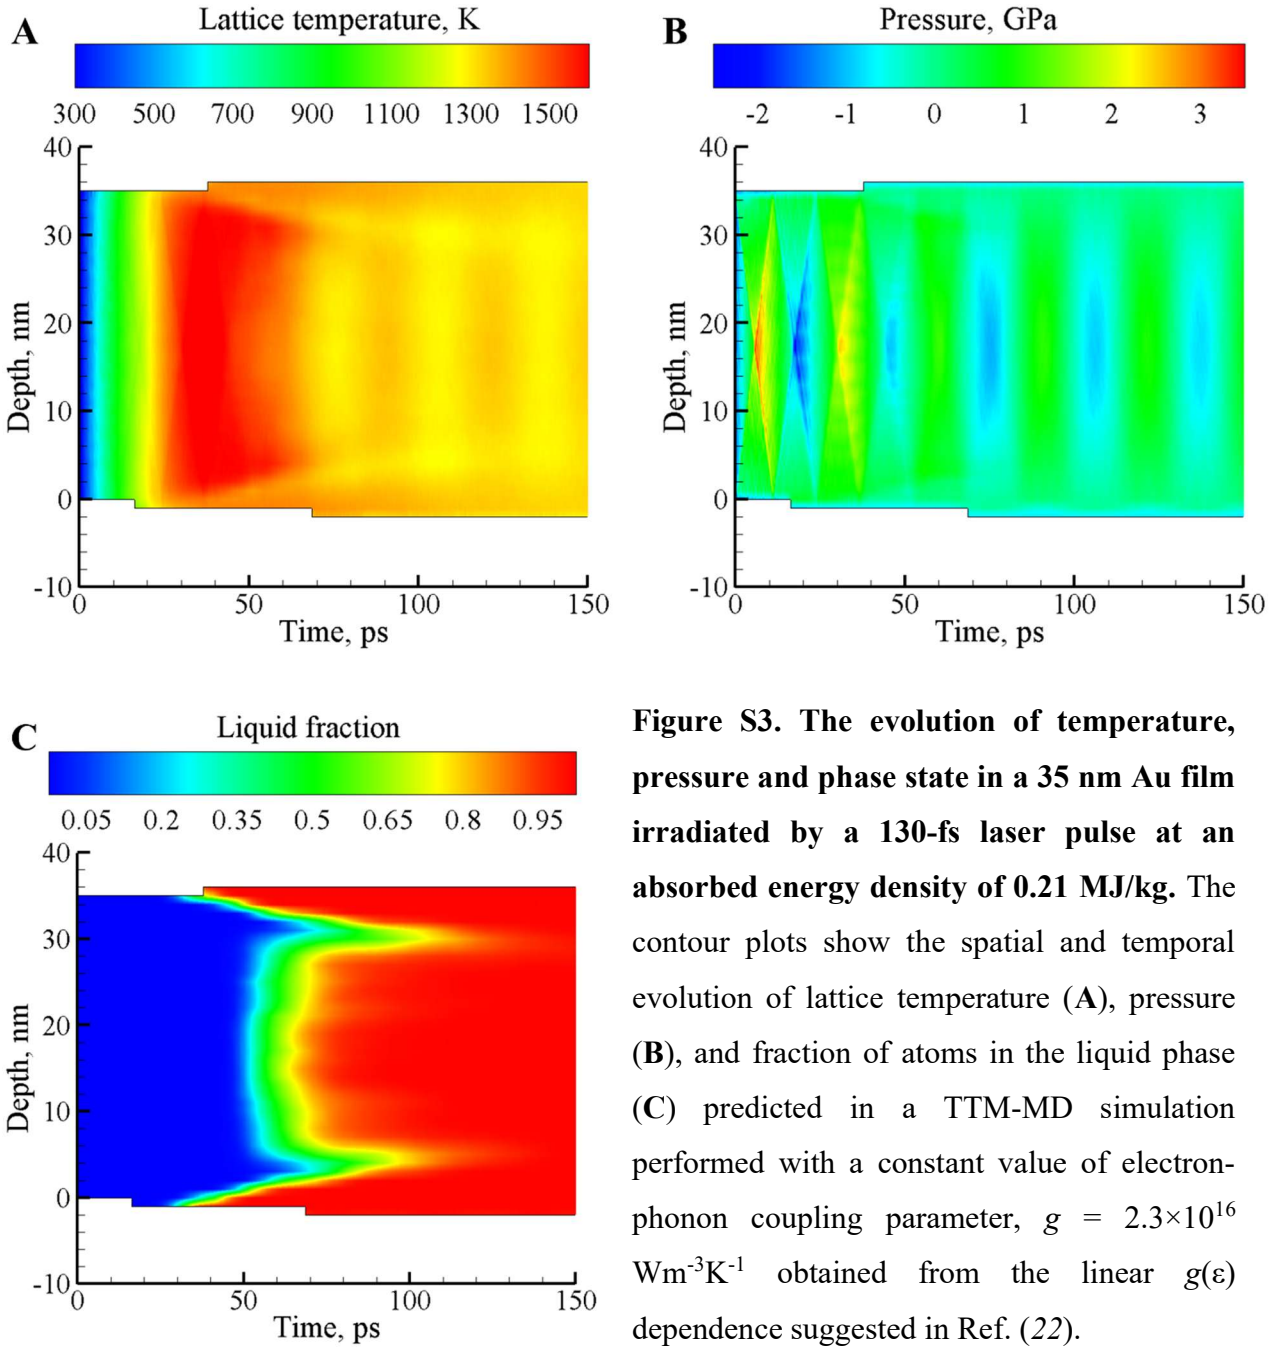 A
Lattice temperature, K
300 500 700 900 1100 1300 1500
40
30
20
10
0
-10
Depth, nm
0 50 100 150
Time, ps
B
Pressure, GPa
-2 -1 0 1 2 3
40
30
20
10
0
-10
Depth, nm
0 50 100 150
Time, ps
C
Liquid fraction
0.05 0.2 0.35 0.5 0.65 0.8 0.95
40
30
20
10
0
-10
Depth, nm
0 50 100 150
Time, ps
Figure S3. The evolution of temperature,
pressure and phase state in a 35 nm Au film
irradiated by a 130-fs laser pulse at an
absorbed energy density of 0.21 MJ/kg. The
contour plots show the spatial and temporal
evolution of lattice temperature (A), pressure
(B), and fraction of atoms in the liquid phase
(C) predicted in a TTM-MD simulation
performed with a constant value of electron-
phonon coupling parameter, g = 2.3×10¹⁶
Wm⁻³K⁻¹ obtained from the linear g(ε)
dependence suggested in Ref. (22).